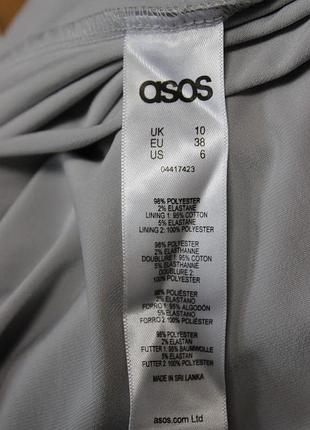 asos
UK 10
EU 38
US 6
04417423
98% POLYESTER
2% ELASTANE
LINING 1: 95% COTTON
5% ELASTANE
LINING 2: 100% POLYESTER
98% POLYESTER
2% ELASTHANNE
DOUBLURE 1: 95% COTON
5% ELASTHANNE
DOUBLURE 2:
100% POLYESTER
98% POLIÉSTER
2% ELASTANO
FORRO 1: 95% ALGODÓN
5% ELASTANO
FORRO 2: 100% POLIÉSTER
98% POLYESTER
2% ELASTAN
FUTTER 1: 95% BAUMWOLLE
5% ELASTAN
FUTTER 2: 100% POLYESTER
MADE IN SRI LANKA
asos.com Ltd